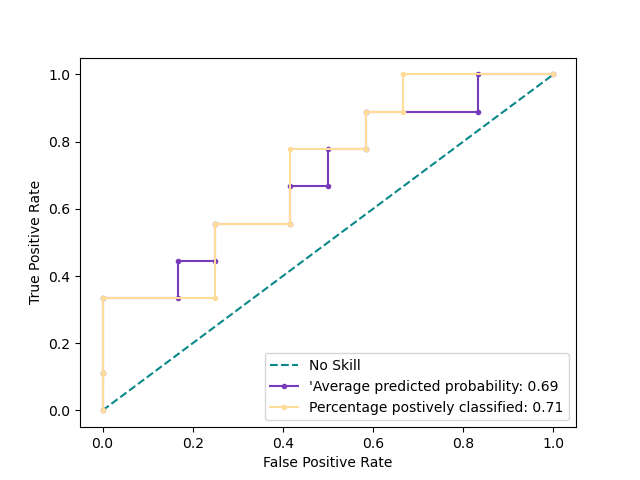 1.0
0.8
0.6
0.4
0.2
0.0
True Positive Rate
No Skill
'Average predicted probability: 0.69
Percentage postively classified: 0.71
0.0 0.2 0.4 0.6 0.8 1.0
False Positive Rate